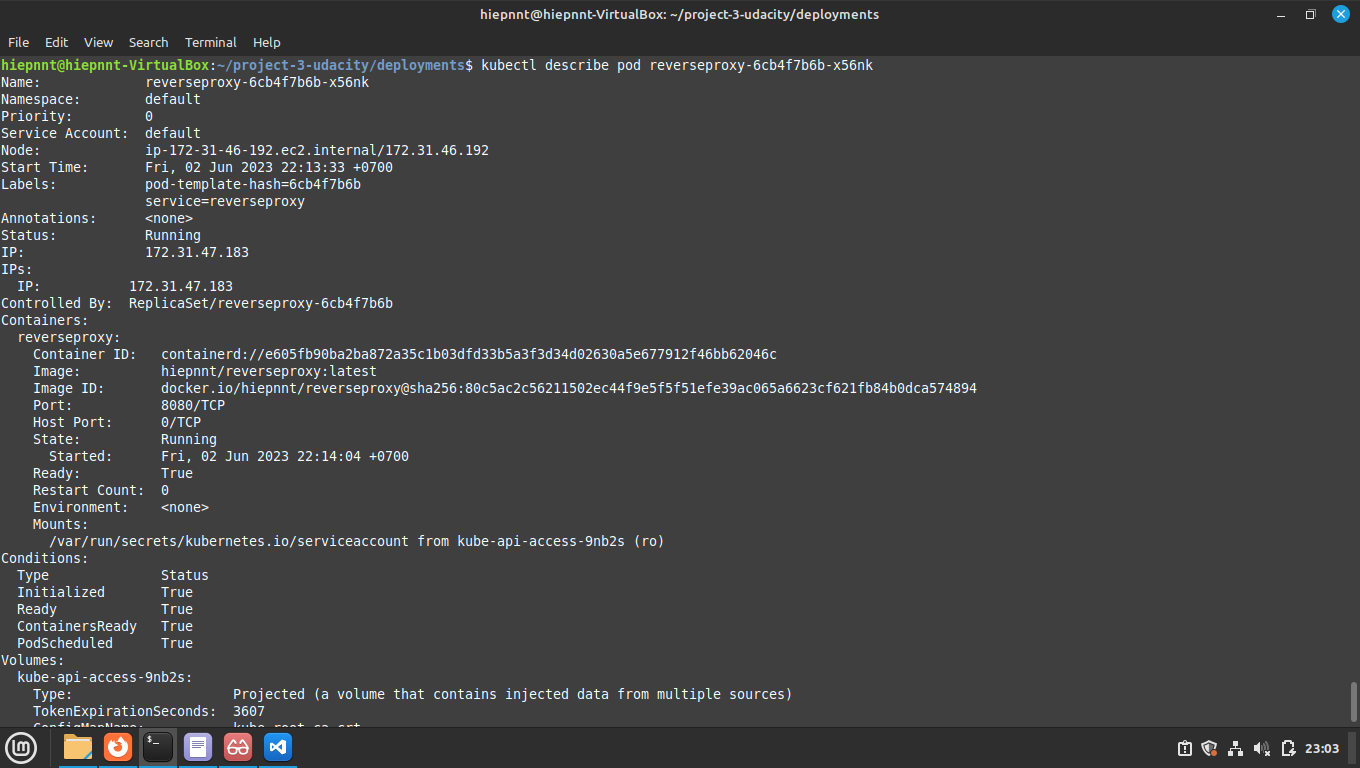 hiepnnt@hiepnnt-VirtualBox: ~/project-3-udacity/deployments
File Edit View Search Terminal Help
hiepnnt@hiepnnt-VirtualBox:~/project-3-udacity/deployments$ kubectl describe pod reverseproxy-6cb4f7b6b-x56nk
Name:             reverseproxy-6cb4f7b6b-x56nk
Namespace:        default
Priority:         0
Service Account:  default
Node:             ip-172-31-46-192.ec2.internal/172.31.46.192
Start Time:       Fri, 02 Jun 2023 22:13:33 +0700
Labels:           pod-template-hash=6cb4f7b6b
                  service=reverseproxy
Annotations:      <none>
Status:           Running
IP:               172.31.47.183
IPs:
  IP:           172.31.47.183
Controlled By:  ReplicaSet/reverseproxy-6cb4f7b6b
Containers:
  reverseproxy:
    Container ID:   containerd://e605fb90ba2ba872a35c1b03dfd33b5a3f3d34d02630a5e677912f46bb62046c
    Image:          hiepnnt/reverseproxy:latest
    Image ID:       docker.io/hiepnnt/reverseproxy@sha256:80c5ac2c56211502ec44f9e5f5f51efe39ac065a6623cf621fb84b0dca574894
    Port:           8080/TCP
    Host Port:      0/TCP
    State:          Running
      Started:      Fri, 02 Jun 2023 22:14:04 +0700
    Ready:          True
    Restart Count:  0
    Environment:    <none>
    Mounts:
      /var/run/secrets/kubernetes.io/serviceaccount from kube-api-access-9nb2s (ro)
Conditions:
  Type              Status
  Initialized       True
  Ready             True
  ContainersReady   True
  PodScheduled      True
Volumes:
  kube-api-access-9nb2s:
    Type:                    Projected (a volume that contains injected data from multiple sources)
    TokenExpirationSeconds:  3607
    ConfigMapName:           kube-root-ca.crt
23:03